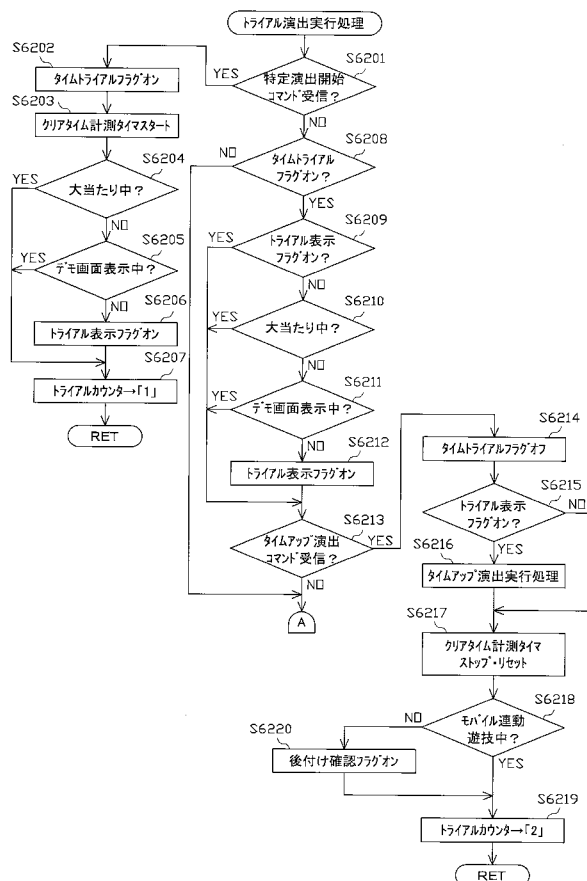 トライアル演出実行処理
S6201
特定演出開始
コマンド受信？
YES
NO
S6202
タイムトライアルフラグオン
S6203
クリアタイム計測タイマスタート
S6204
大当たり中？
YES
NO
S6205
デモ画面表示中？
YES
NO
S6206
トライアル表示フラグオン
S6207
トライアルカウンタ→「1」
RET
S6208
タイムトライアル
フラグオン？
NO
YES
S6209
トライアル表示
フラグオン？
YES
NO
S6210
大当たり中？
YES
NO
S6211
デモ画面表示中？
YES
NO
S6212
トライアル表示フラグオン
S6213
タイムアップ演出
コマンド受信？
YES
NO
A
S6214
タイムトライアルフラグオフ
S6215
トライアル表示
フラグオン？
NO
YES
S6216
タイムアップ演出実行処理
S6217
クリアタイム計測タイマ
ストップ・リセット
S6218
モバイル連動
遊技中？
NO
YES
S6220
後付け確認フラグオン
S6219
トライアルカウンタ→「2」
RET